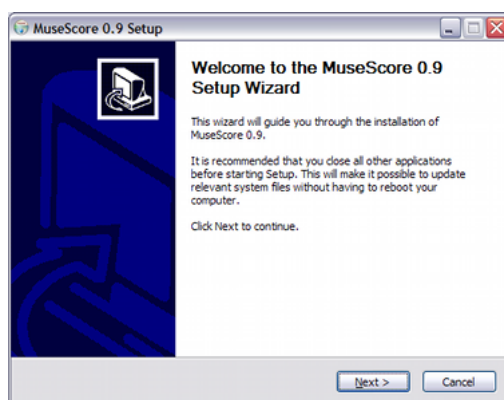 MuseScore 0.9 Setup
Welcome to the MuseScore 0.9
Setup Wizard
This wizard will guide you through the installation of
MuseScore 0.9.
It is recommended that you close all other applications
before starting Setup. This will make it possible to update
relevant system files without having to reboot your
computer.
Click Next to continue.
Next > Cancel